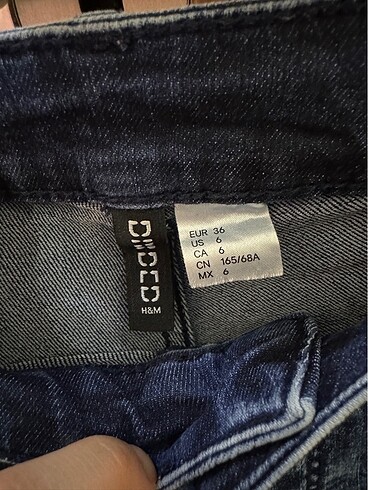 DIVIDED
H&M
EUR 36
US 6
CA 6
CN 165/68A
MX 6